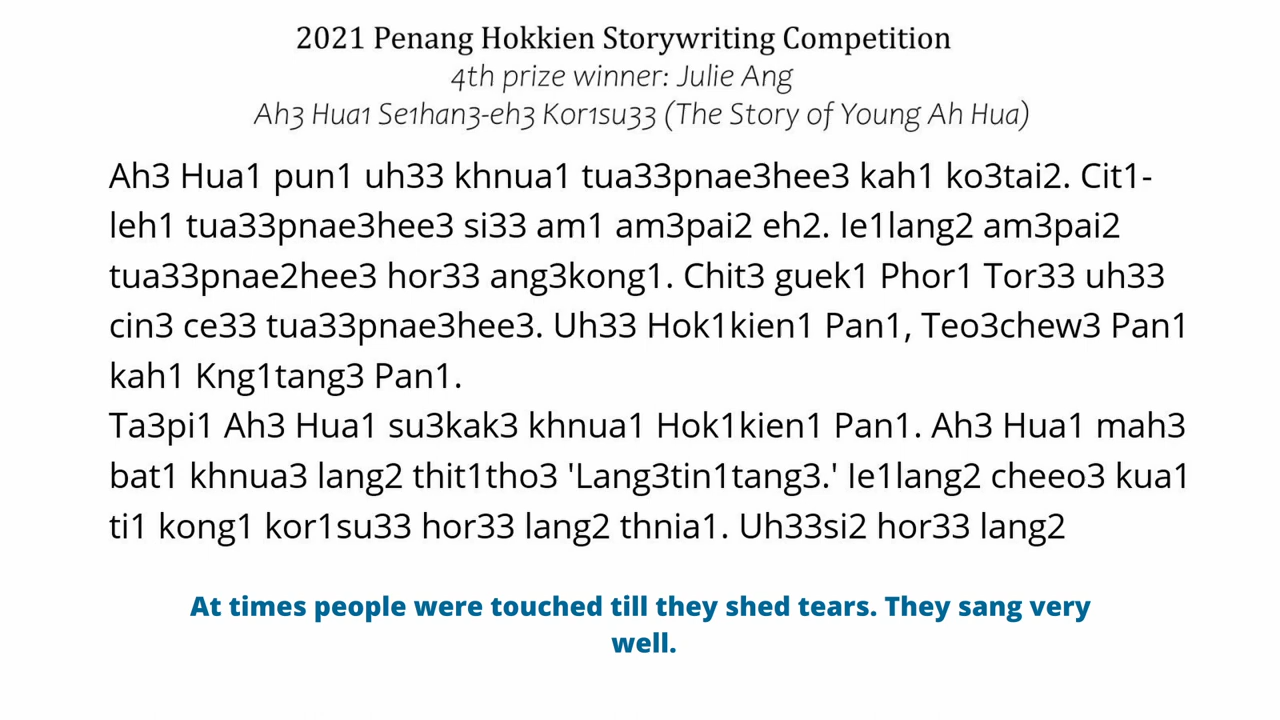 2021 Penang Hokkien Storywriting Competition
4th prize winner: Julie Ang
Ah3 Hua1 Se1han3-eh3 Kor1su33 (The Story of Young Ah Hua)
Ah3 Hua1 pun1 uh33 khnua1 tua33pnae3hee3 kah1 ko3tai2. Cit1-
leh1 tua33pnae3hee3 si33 am1 am3pai2 eh2. Ie1lang2 am3pai2
tua33pnae2hee3 hor33 ang3kong1. Chit3 guek1 Phor1 Tor33 uh33
cin3 ce33 tua33pnae3hee3. Uh33 Hok1kien1 Pan1, Teo3chew3 Pan1
kah1 Kng1tang3 Pan1.
Ta3pi1 Ah3 Hua1 su3kak3 khnua1 Hok1kien1 Pan1. Ah3 Hua1 mah3
bat1 khnua3 lang2 thit1tho3 'Lang3tin1tang3.' Ie1lang2 cheeo3 kua1
ti1 kong1 kor1su33 hor33 lang2 thnia1. Uh33si2 hor33 lang2
At times people were touched till they shed tears. They sang very
well.